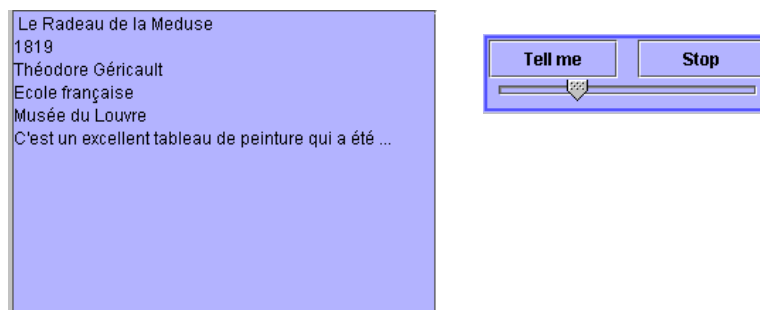 Le Radeau de la Meduse
1819
Théodore Géricault
Ecole française
Musée du Louvre
C'est un excellent tableau de peinture qui a été ...
Tell me
Stop